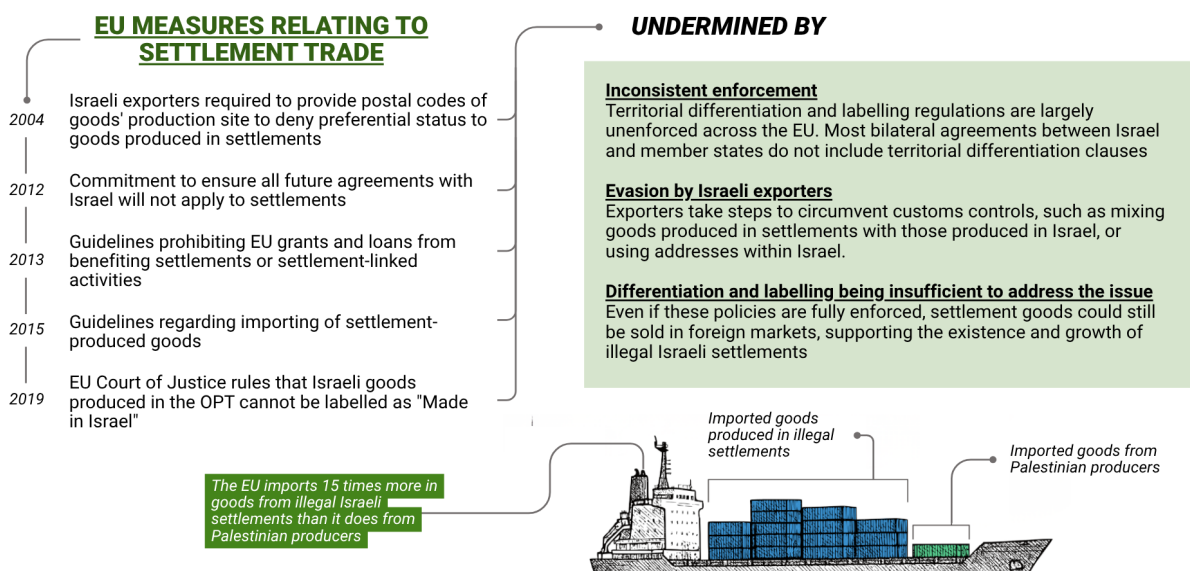 EU MEASURES RELATING TO
SETTLEMENT TRADE
2004
Israeli exporters required to provide postal codes of
goods' production site to deny preferential status to
goods produced in settlements
2012
Commitment to ensure all future agreements with
Israel will not apply to settlements
2013
Guidelines prohibiting EU grants and loans from
benefiting settlements or settlement-linked
activities
2015
Guidelines regarding importing of settlement-
produced goods
2019
EU Court of Justice rules that Israeli goods
produced in the OPT cannot be labelled as "Made
in Israel"
UNDERMINED BY
Inconsistent enforcement
Territorial differentiation and labelling regulations are largely
unenforced across the EU. Most bilateral agreements between Israel
and member states do not include territorial differentiation clauses
Evasion by Israeli exporters
Exporters take steps to circumvent customs controls, such as mixing
goods produced in settlements with those produced in Israel, or
using addresses within Israel.
Differentiation and labelling being insufficient to address the issue
Even if these policies are fully enforced, settlement goods could still
be sold in foreign markets, supporting the existence and growth of
illegal Israeli settlements
The EU imports 15 times more in
goods from illegal Israeli
settlements than it does from
Palestinian producers
Imported goods
produced in illegal
settlements
Imported goods from
Palestinian producers